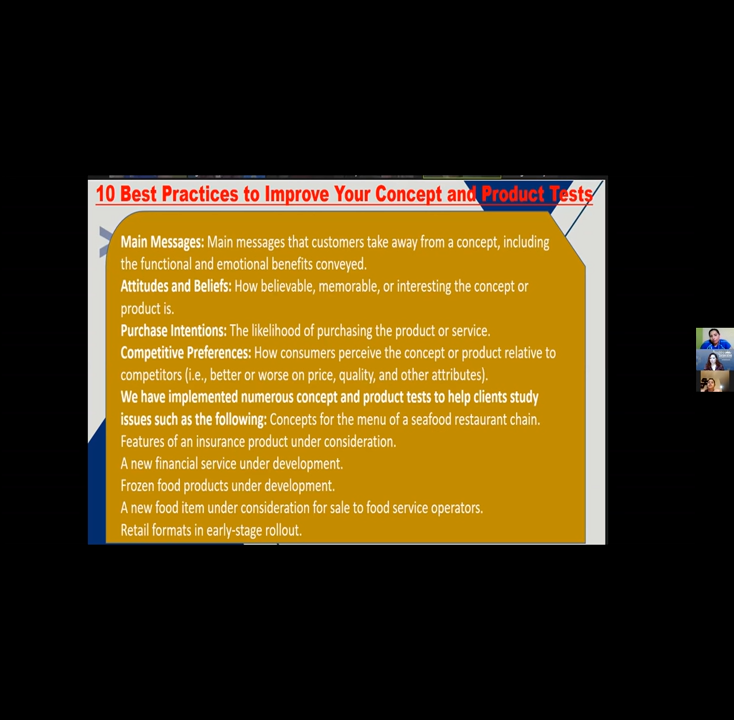 10 Best Practices to Improve Your Concept and Product Tests
Main Messages: Main messages that customers take away from a concept, including
the functional and emotional benefits conveyed.
Attitudes and Beliefs: How believable, memorable, or interesting the concept or
product is.
Purchase Intentions: The likelihood of purchasing the product or service.
Competitive Preferences: How consumers perceive the concept or product relative to
competitors (i.e., better or worse on price, quality, and other attributes).
We have implemented numerous concept and product tests to help clients study
issues such as the following: Concepts for the menu of a seafood restaurant chain.
Features of an insurance product under consideration.
A new financial service under development.
Frozen food products under development.
A new food item under consideration for sale to food service operators.
Retail formats in early-stage rollout.